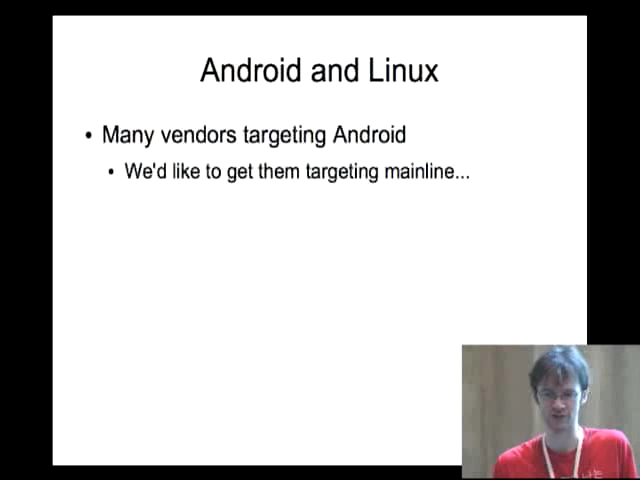 Android and Linux
• Many vendors targeting Android
• We'd like to get them targeting mainline...